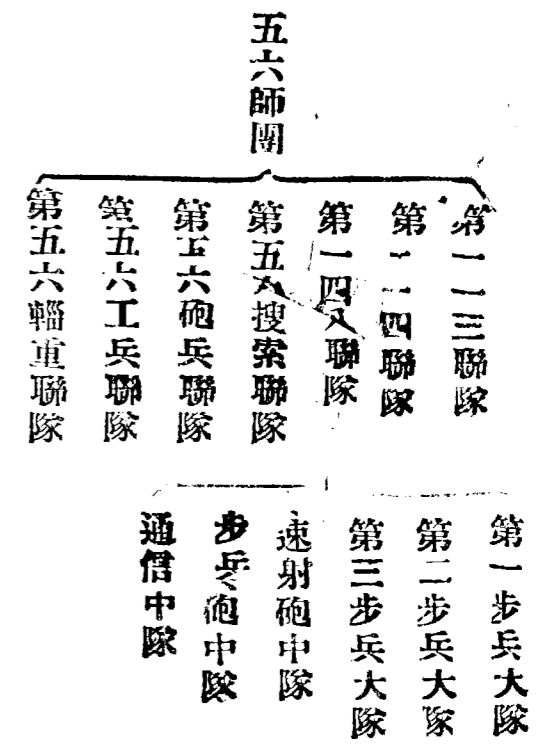 五六師團
第一一三聯隊
第一一四聯隊
第一四八聯隊
第五六搜索聯隊
第五六砲兵聯隊
第五六工兵聯隊
第五六輜重聯隊
第一步兵大隊
第二步兵大隊
第三步兵大隊
速射砲中隊
步兵砲中隊
通信中隊